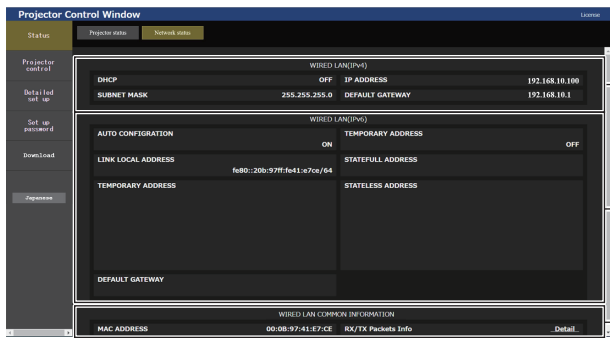 Projector Control Window
License
Status
Projector status
Network status
Projector control
Detailed set up
Set up password
Download
Japanese
WIRED LAN(IPv4)
DHCP OFF IP ADDRESS 192.168.10.100
SUBNET MASK 255.255.255.0 DEFAULT GATEWAY 192.168.10.1
WIRED LAN(IPv6)
AUTO CONFIGRATION TEMPORARY ADDRESS
ON OFF
LINK LOCAL ADDRESS STATEFULL ADDRESS
fe80::20b:97ff:fe41:e7ce/64
TEMPORARY ADDRESS STATELESS ADDRESS
DEFAULT GATEWAY
WIRED LAN COMMON INFORMATION
MAC ADDRESS 00:0B:97:41:E7:CE RX/TX Packets Info _Detail_